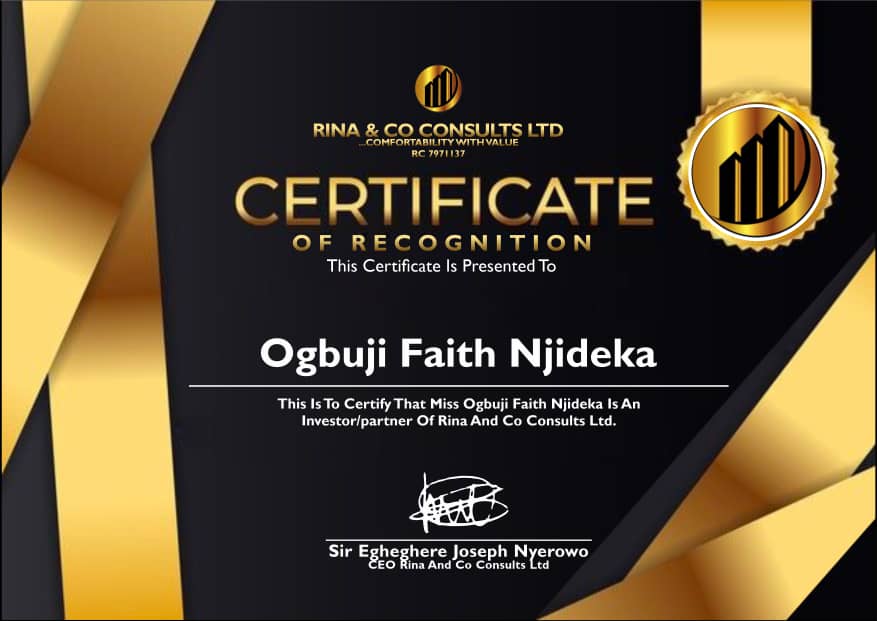 RINA & CO CONSULTS LTD
...COMFORTABILITY WITH VALUE
RC 7971137
CERTIFICATE
OF RECOGNITION
This Certificate Is Presented To
Ogbuji Faith Njideka
This Is To Certify That Miss Ogbuji Faith Njideka Is An
Investor/partner Of Rina And Co Consults Ltd.
Sir Egheghere Joseph Nyerowo
CEO Rina And Co Consults Ltd